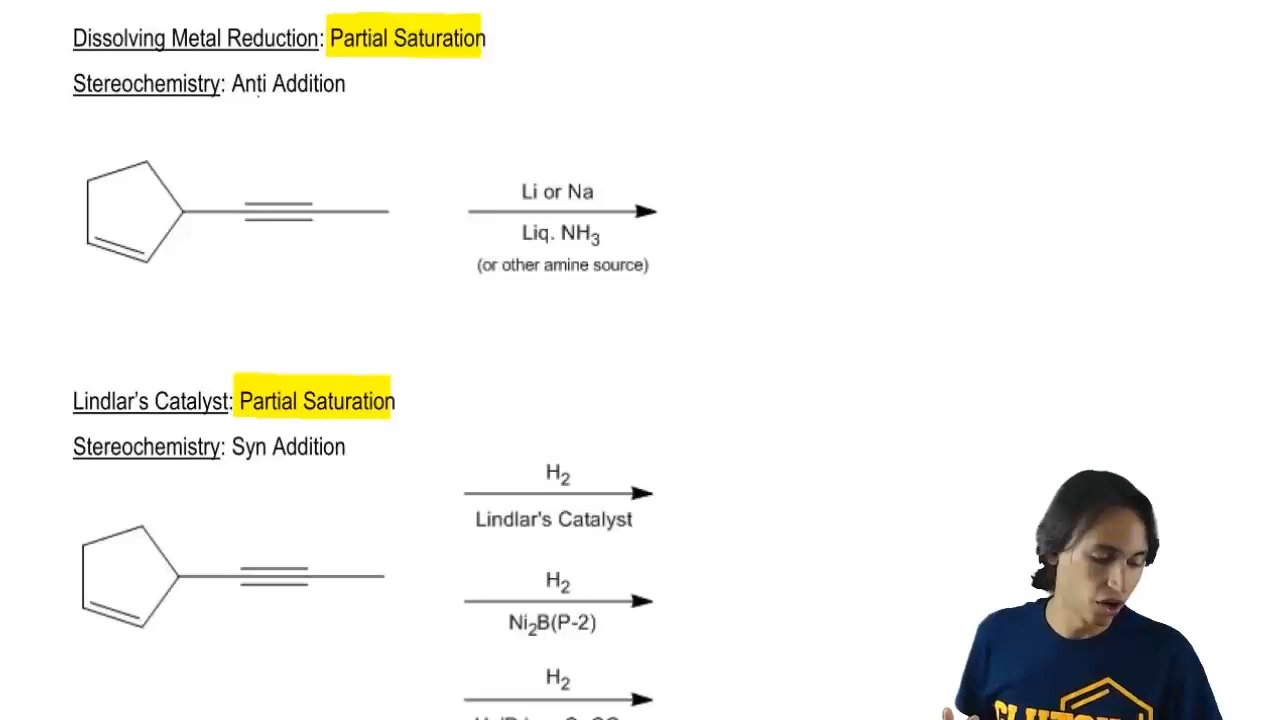 Dissolving Metal Reduction: Partial Saturation
Stereochemistry: Anti Addition
Li or Na
Liq. NH3
(or other amine source)
Lindlar's Catalyst: Partial Saturation
Stereochemistry: Syn Addition
H2
Lindlar's Catalyst
H2
Ni2B(P-2)
H2